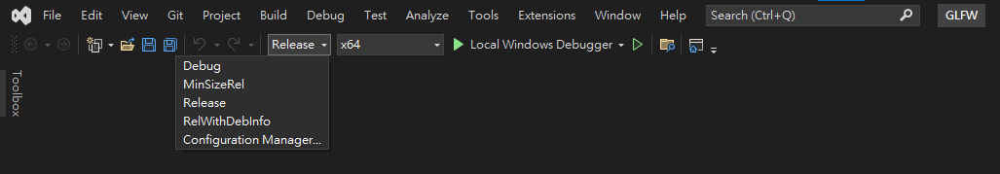 File Edit View Git Project Build Debug Test Analyze Tools Extensions Window Help Search (Ctrl+Q) GLFW
Release x64 Local Windows Debugger
Toolbox
Debug
MinSizeRel
Release
RelWithDebInfo
Configuration Manager...